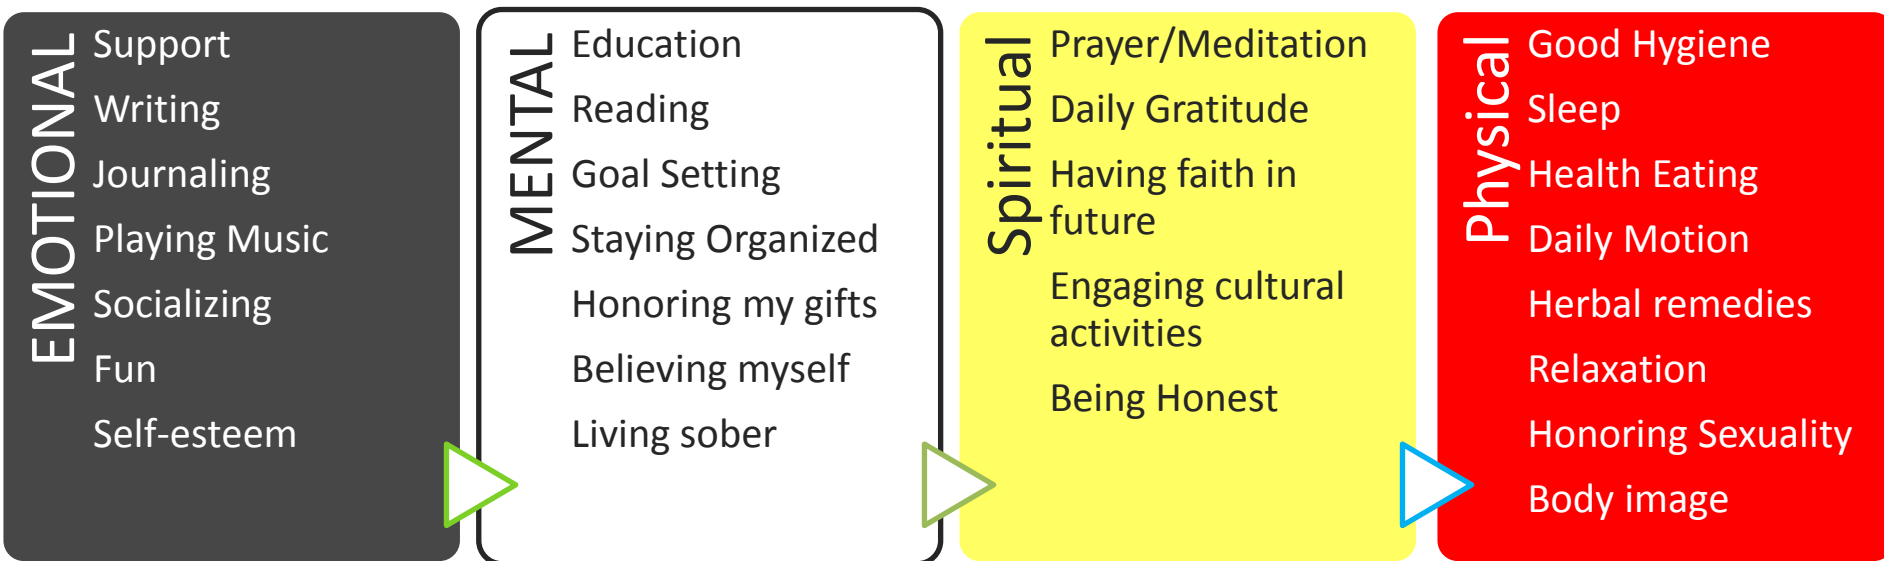 EMOTIONAL
Support
Writing
Journaling
Playing Music
Socializing
Fun
Self-esteem
MENTAL
Education
Reading
Goal Setting
Staying Organized
Honoring my gifts
Believing myself
Living sober
Spiritual
Prayer/Meditation
Daily Gratitude
Having faith in
future
Engaging cultural
activities
Being Honest
Physical
Good Hygiene
Sleep
Health Eating
Daily Motion
Herbal remedies
Relaxation
Honoring Sexuality
Body image